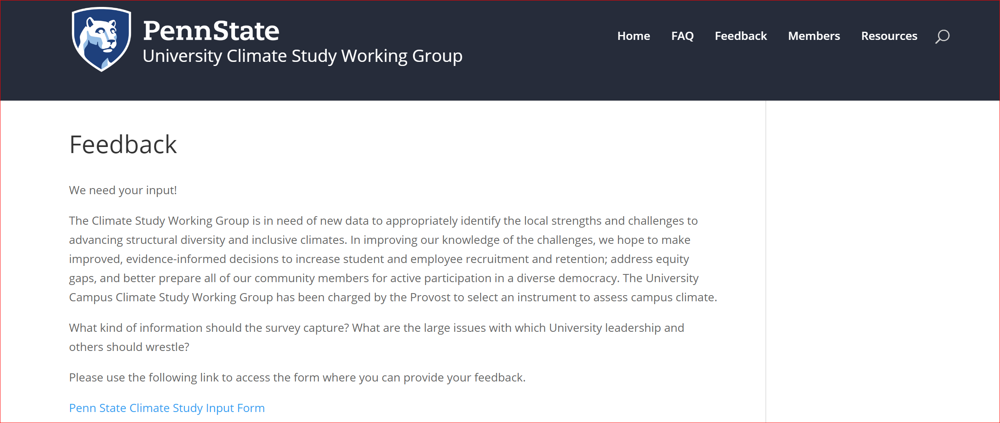 PennState
University Climate Study Working Group
Home FAQ Feedback Members Resources
Feedback
We need your input!
The Climate Study Working Group is in need of new data to appropriately identify the local strengths and challenges to
advancing structural diversity and inclusive climates. In improving our knowledge of the challenges, we hope to make
improved, evidence-informed decisions to increase student and employee recruitment and retention; address equity
gaps, and better prepare all of our community members for active participation in a diverse democracy. The University
Campus Climate Study Working Group has been charged by the Provost to select an instrument to assess campus climate.
What kind of information should the survey capture? What are the large issues with which University leadership and
others should wrestle?
Please use the following link to access the form where you can provide your feedback.
Penn State Climate Study Input Form